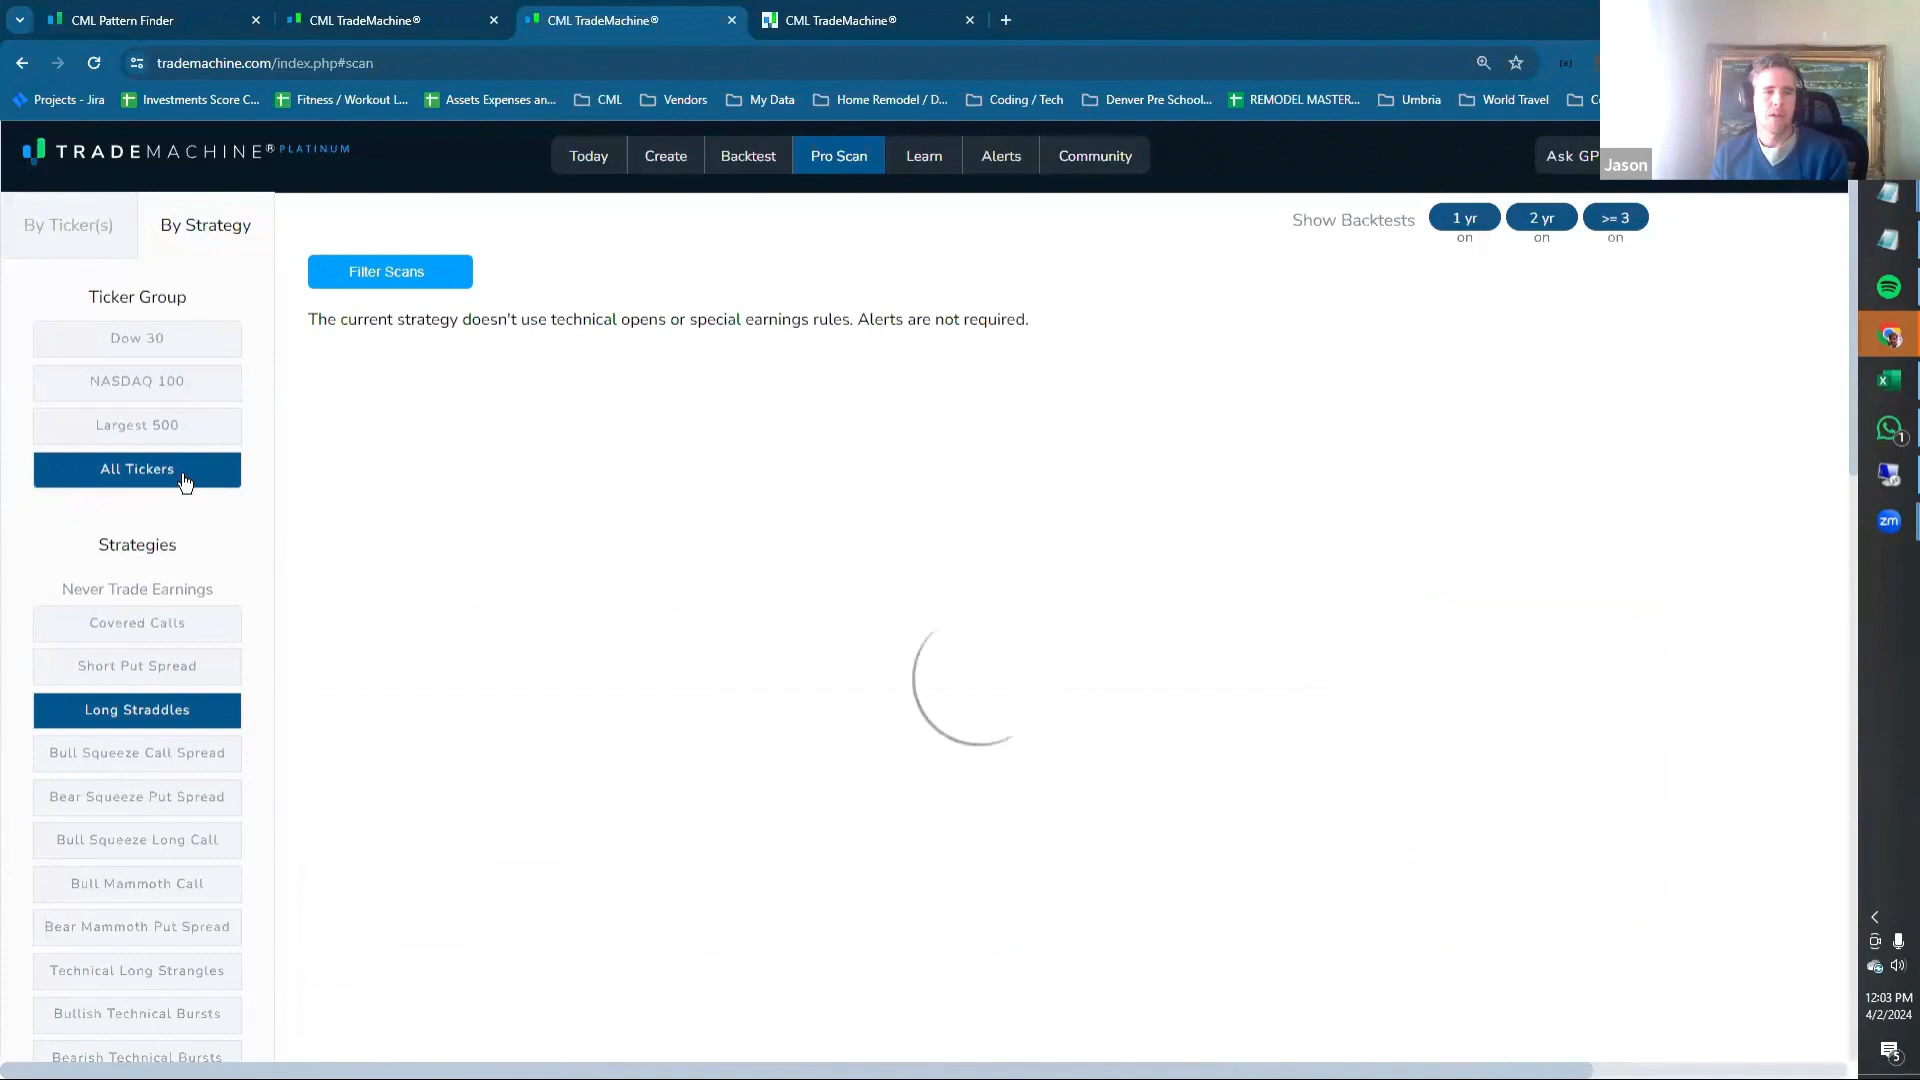 CML Pattern Finder
CML TradeMachine®
CML TradeMachine®
CML TradeMachine®
trademachine.com/index.php#scan
Projects - Jira
Investments Score C...
Fitness / Workout L...
Assets Expenses an...
CML
Vendors
My Data
Home Remodel / D...
Coding / Tech
Denver Pre School...
REMODEL MASTER...
Umbria
World Travel
TRADEMACHINE® PLATINUM
Today
Create
Backtest
Pro Scan
Learn
Alerts
Community
Ask GP
Jason
By Ticker(s)
By Strategy
Show Backtests
1 yr
on
2 yr
on
>= 3
on
Filter Scans
The current strategy doesn't use technical opens or special earnings rules. Alerts are not required.
Ticker Group
Dow 30
NASDAQ 100
Largest 500
All Tickers
Strategies
Never Trade Earnings
Covered Calls
Short Put Spread
Long Straddles
Bull Squeeze Call Spread
Bear Squeeze Put Spread
Bull Squeeze Long Call
Bull Mammoth Call
Bear Mammoth Put Spread
Technical Long Strangles
Bullish Technical Bursts
Bearish Technical Bursts
1
zm
12:03 PM
4/2/2024
5